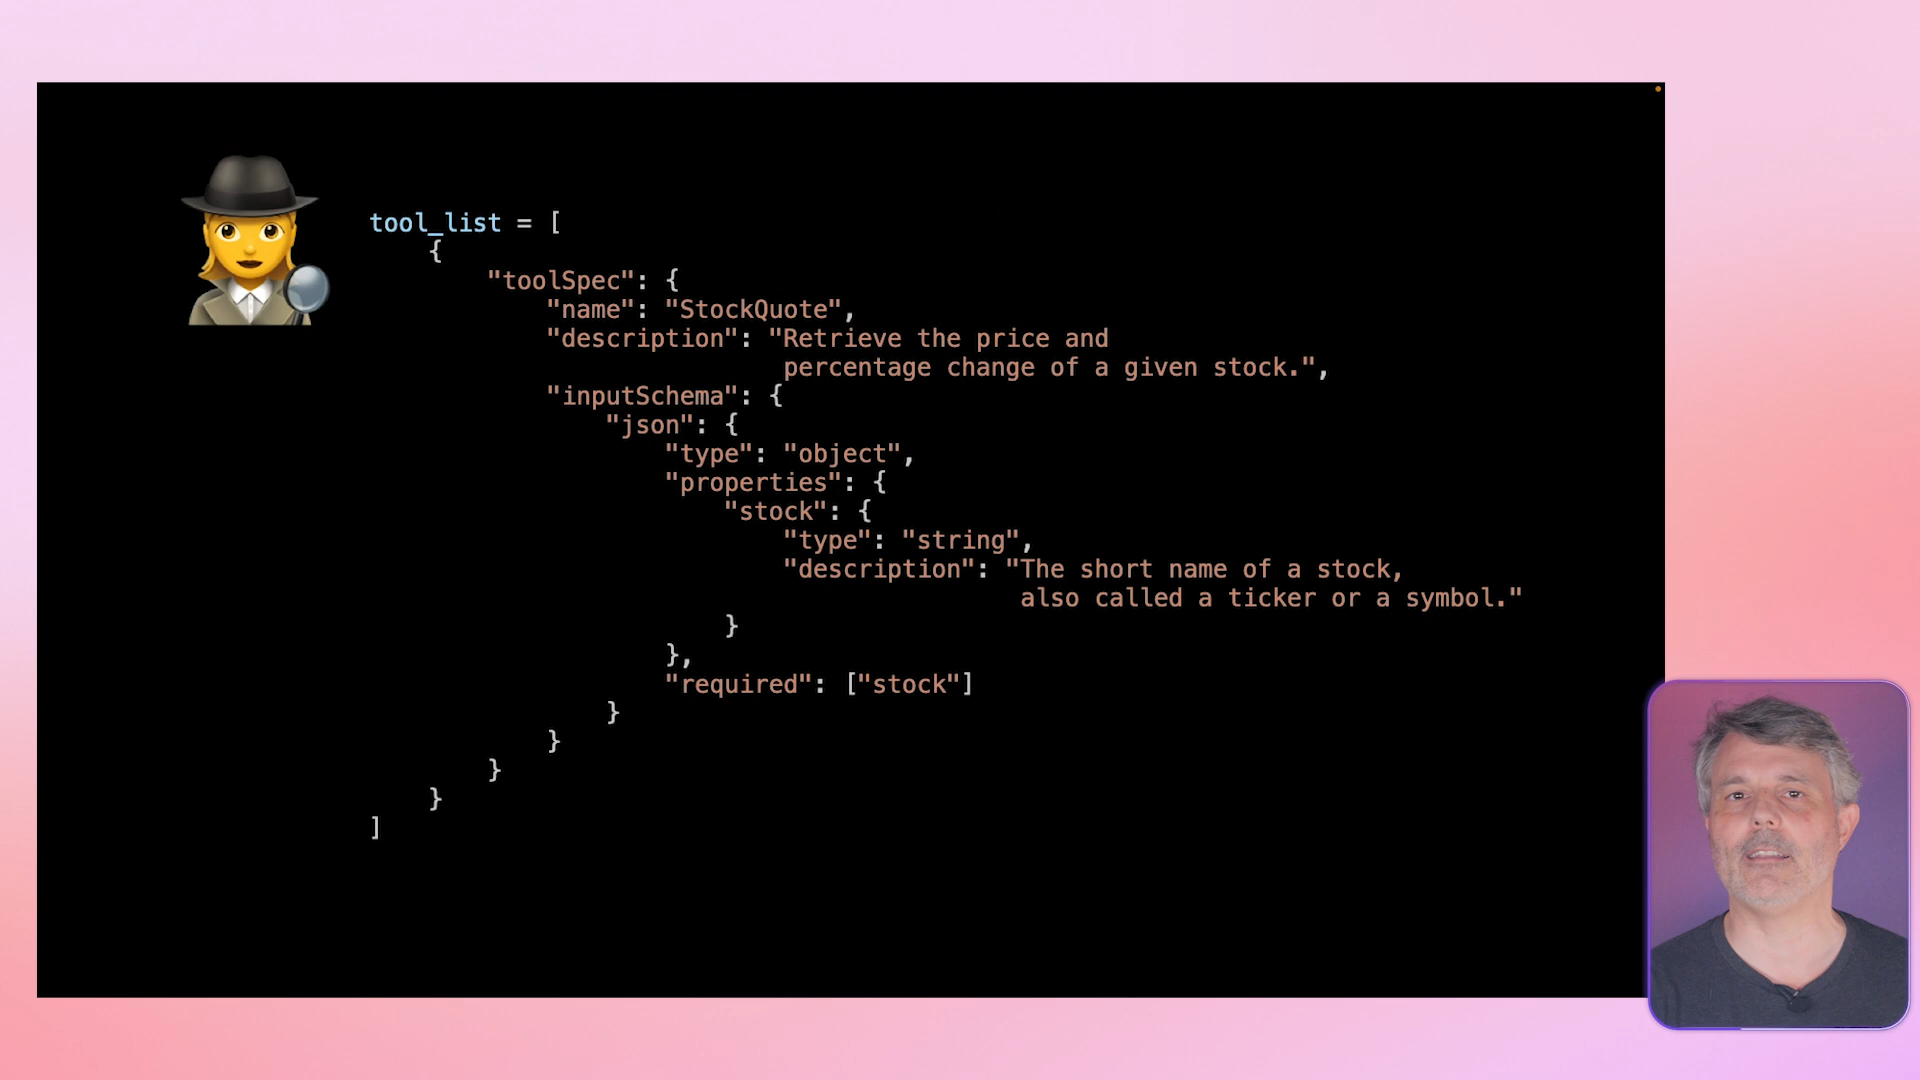 tool_list = [
{
"toolSpec": {
"name": "StockQuote",
"description": "Retrieve the price and
percentage change of a given stock.",
"inputSchema": {
"json": {
"type": "object",
"properties": {
"stock": {
"type": "string",
"description": "The short name of a stock,
also called a ticker or a symbol."
}
},
"required": ["stock"]
}
}
}
}
]